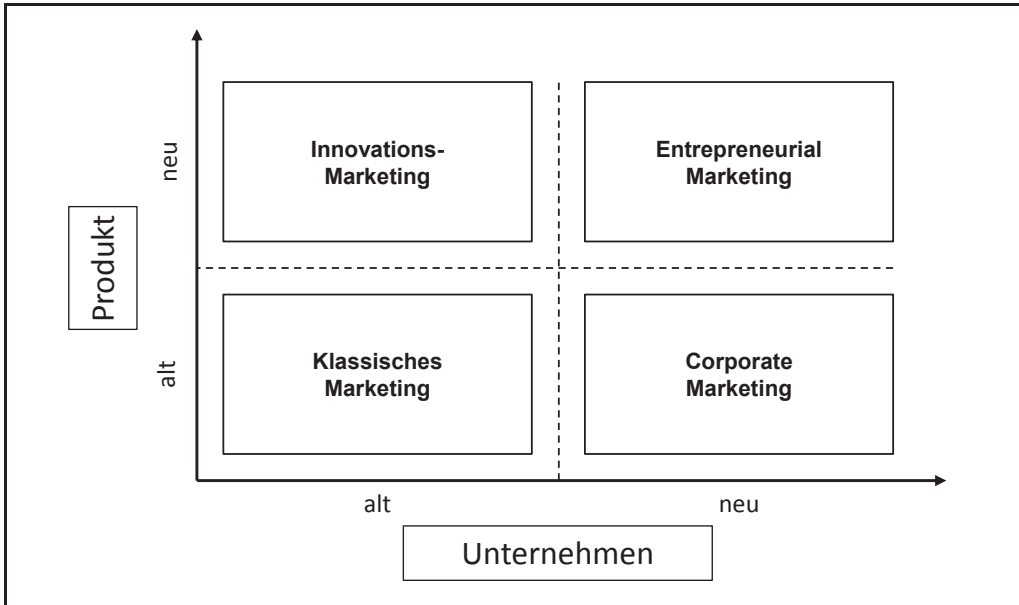 neu
Innovations-
Marketing
Entrepreneurial
Marketing
Produkt
alt
Klassisches
Marketing
Corporate
Marketing
alt
neu
Unternehmen